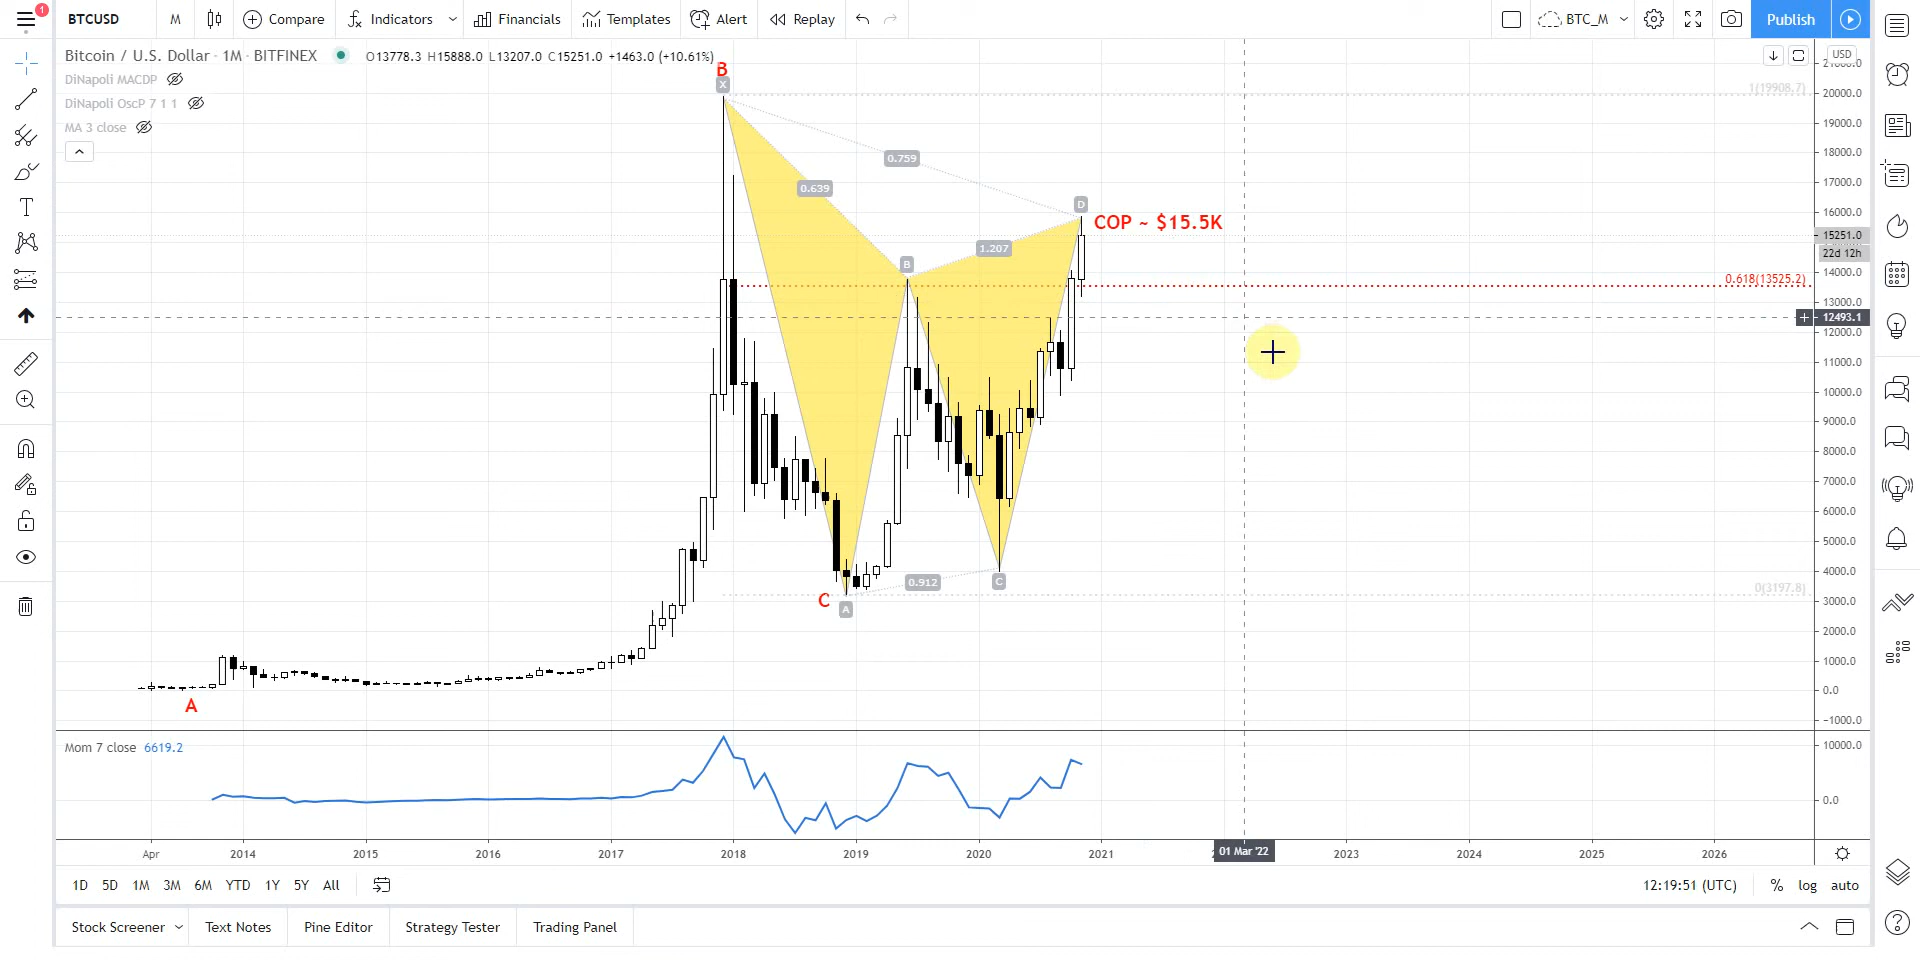 1
BTCUSD M Compare Indicators Financials Templates Alert Replay BTC_M Publish
Bitcoin / U.S. Dollar · 1M · BITFINEX O13778.3 H15888.0 L13207.0 C15251.0 +1463.0 (+10.61%)
DiNapoli MACDP
DiNapoli OscP 7 1 1
MA 3 close
B
X
1(19908.7)
0.759
0.639
D
COP ~ $15.5K
1.207
B
0.618(13525.2)
0.912
C
0(3197.8)
C
A
A
USD
20000.0
19000.0
18000.0
17000.0
16000.0
15251.0
22d 12h
14000.0
13000.0
12493.1
12000.0
11000.0
10000.0
9000.0
8000.0
7000.0
6000.0
5000.0
4000.0
3000.0
2000.0
1000.0
0.0
−1000.0
Mom 7 close 6619.2
10000.0
0.0
Apr 2014 2015 2016 2017 2018 2019 2020 2021 01 Mar '22 2023 2024 2025 2026
1D 5D 1M 3M 6M YTD 1Y 5Y All 12:19:51 (UTC) % log auto
Stock Screener Text Notes Pine Editor Strategy Tester Trading Panel